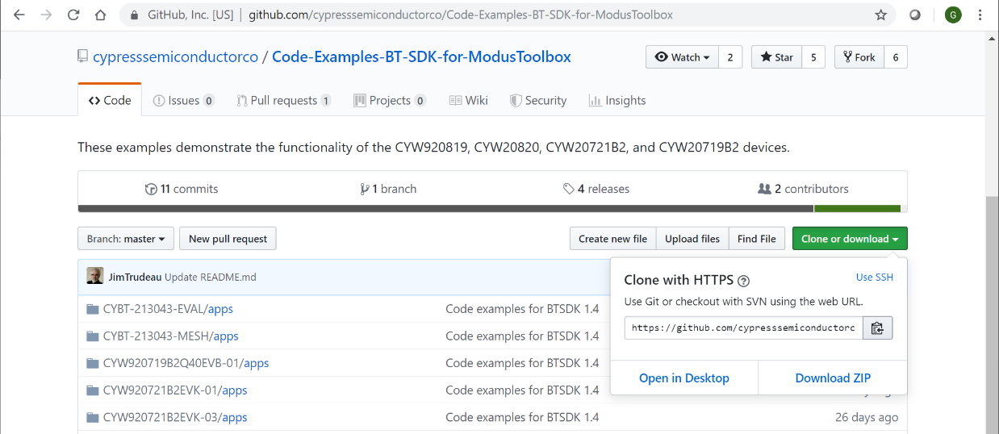 GitHub, Inc. [US] | github.com/cypresssemiconductorco/Code-Examples-BT-SDK-for-ModusToolbox
G
cypresssemiconductorco / Code-Examples-BT-SDK-for-ModusToolbox
Watch 2 Star 5 Fork 6
<> Code Issues 0 Pull requests 1 Projects 0 Wiki Security Insights
These examples demonstrate the functionality of the CYW920819, CYW20820, CYW20721B2, and CYW20719B2 devices.
11 commits 1 branch 4 releases 2 contributors
Branch: master New pull request Create new file Upload files Find File Clone or download
JimTrudeau Update README.md
Clone with HTTPS Use SSH
Use Git or checkout with SVN using the web URL.
https://github.com/cypresssemiconductorc
Open in Desktop Download ZIP
CYBT-213043-EVAL/apps Code examples for BTSDK 1.4
CYBT-213043-MESH/apps Code examples for BTSDK 1.4
CYW920719B2Q40EVB-01/apps Code examples for BTSDK 1.4
CYW920721B2EVK-01/apps Code examples for BTSDK 1.4
CYW920721B2EVK-03/apps Code examples for BTSDK 1.4 26 days ago